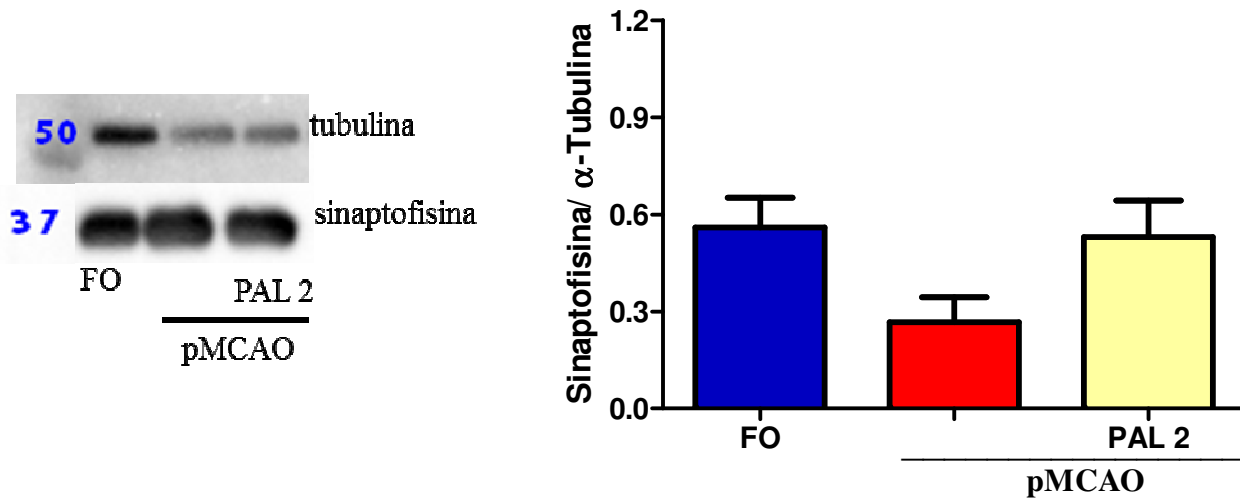 50 tubulina
37 sinaptofisina
FO PAL 2
pMCAO
Sinaptofisina/ α-Tubulina
1.2
0.9
0.6
0.3
0.0
FO PAL 2
pMCAO